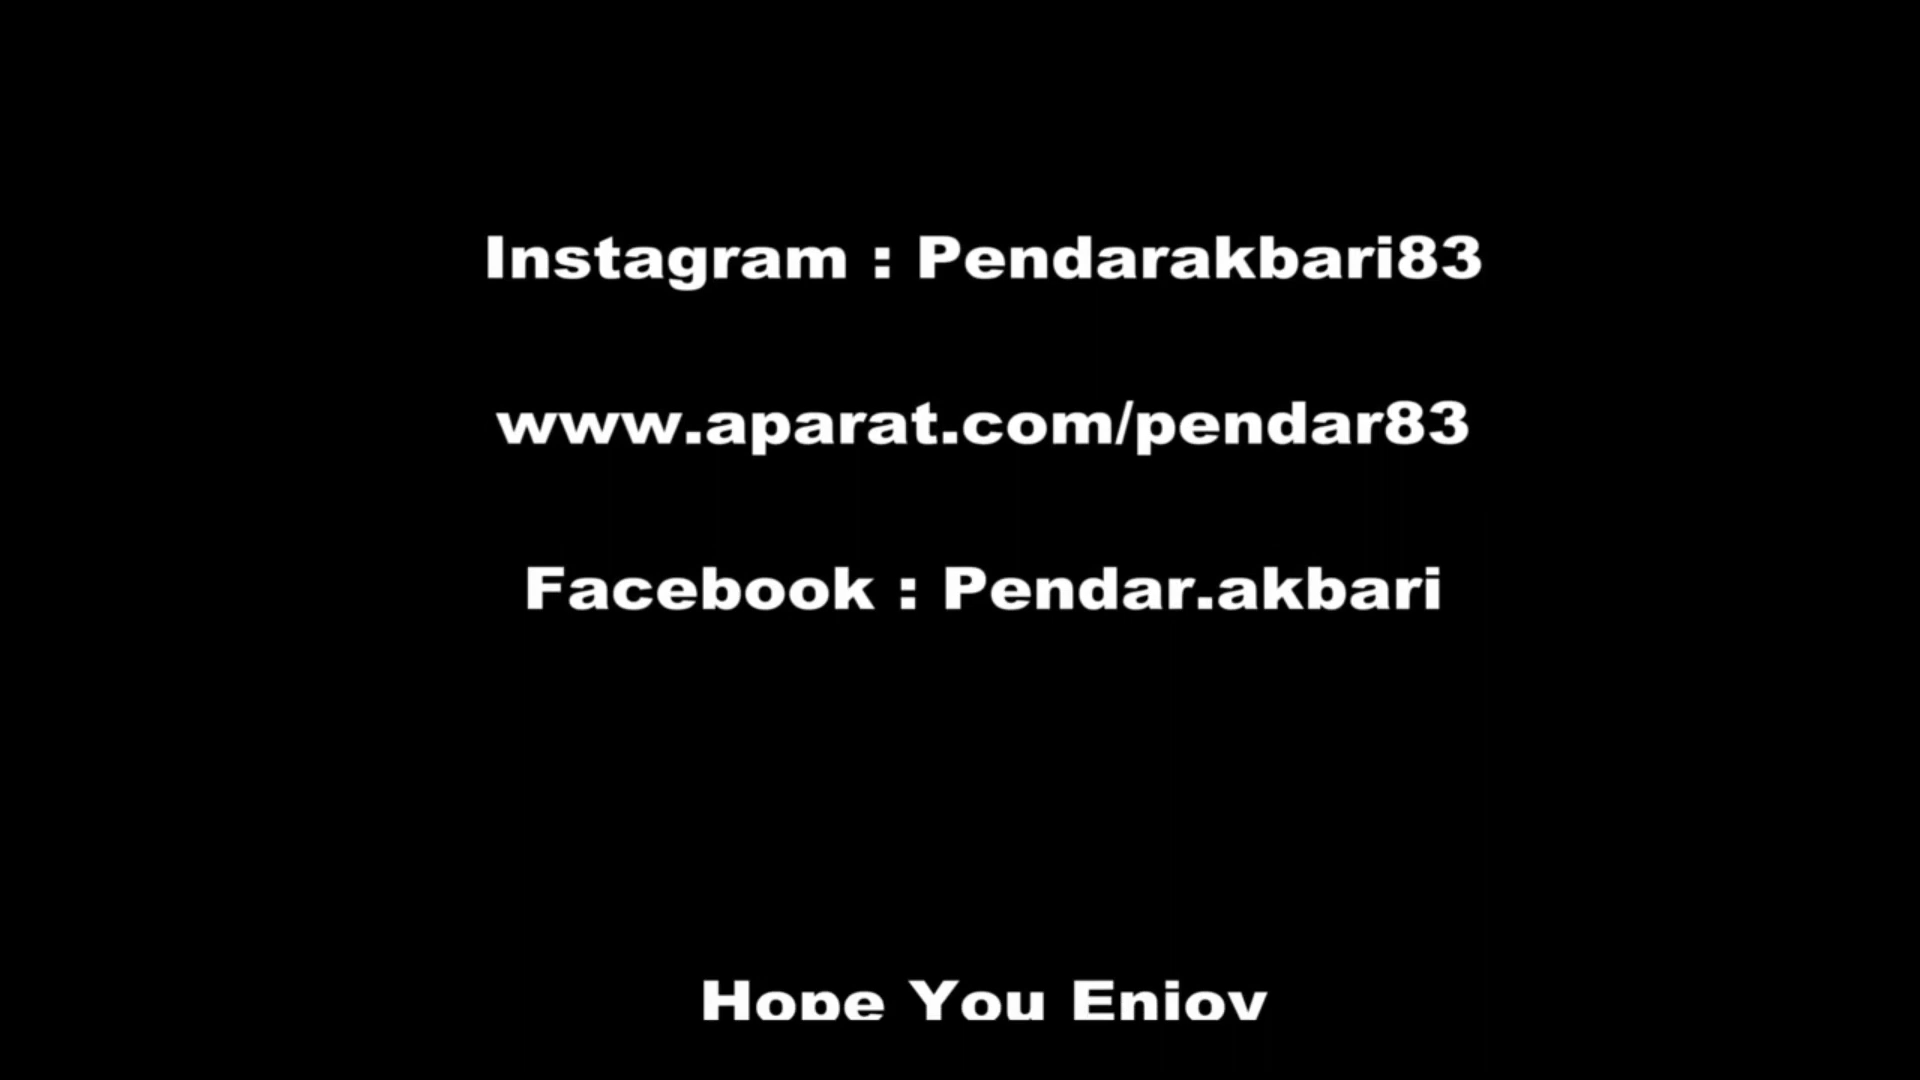 Instagram : Pendarakbari83
www.aparat.com/pendar83
Facebook : Pendar.akbari
Hope You Enjoy